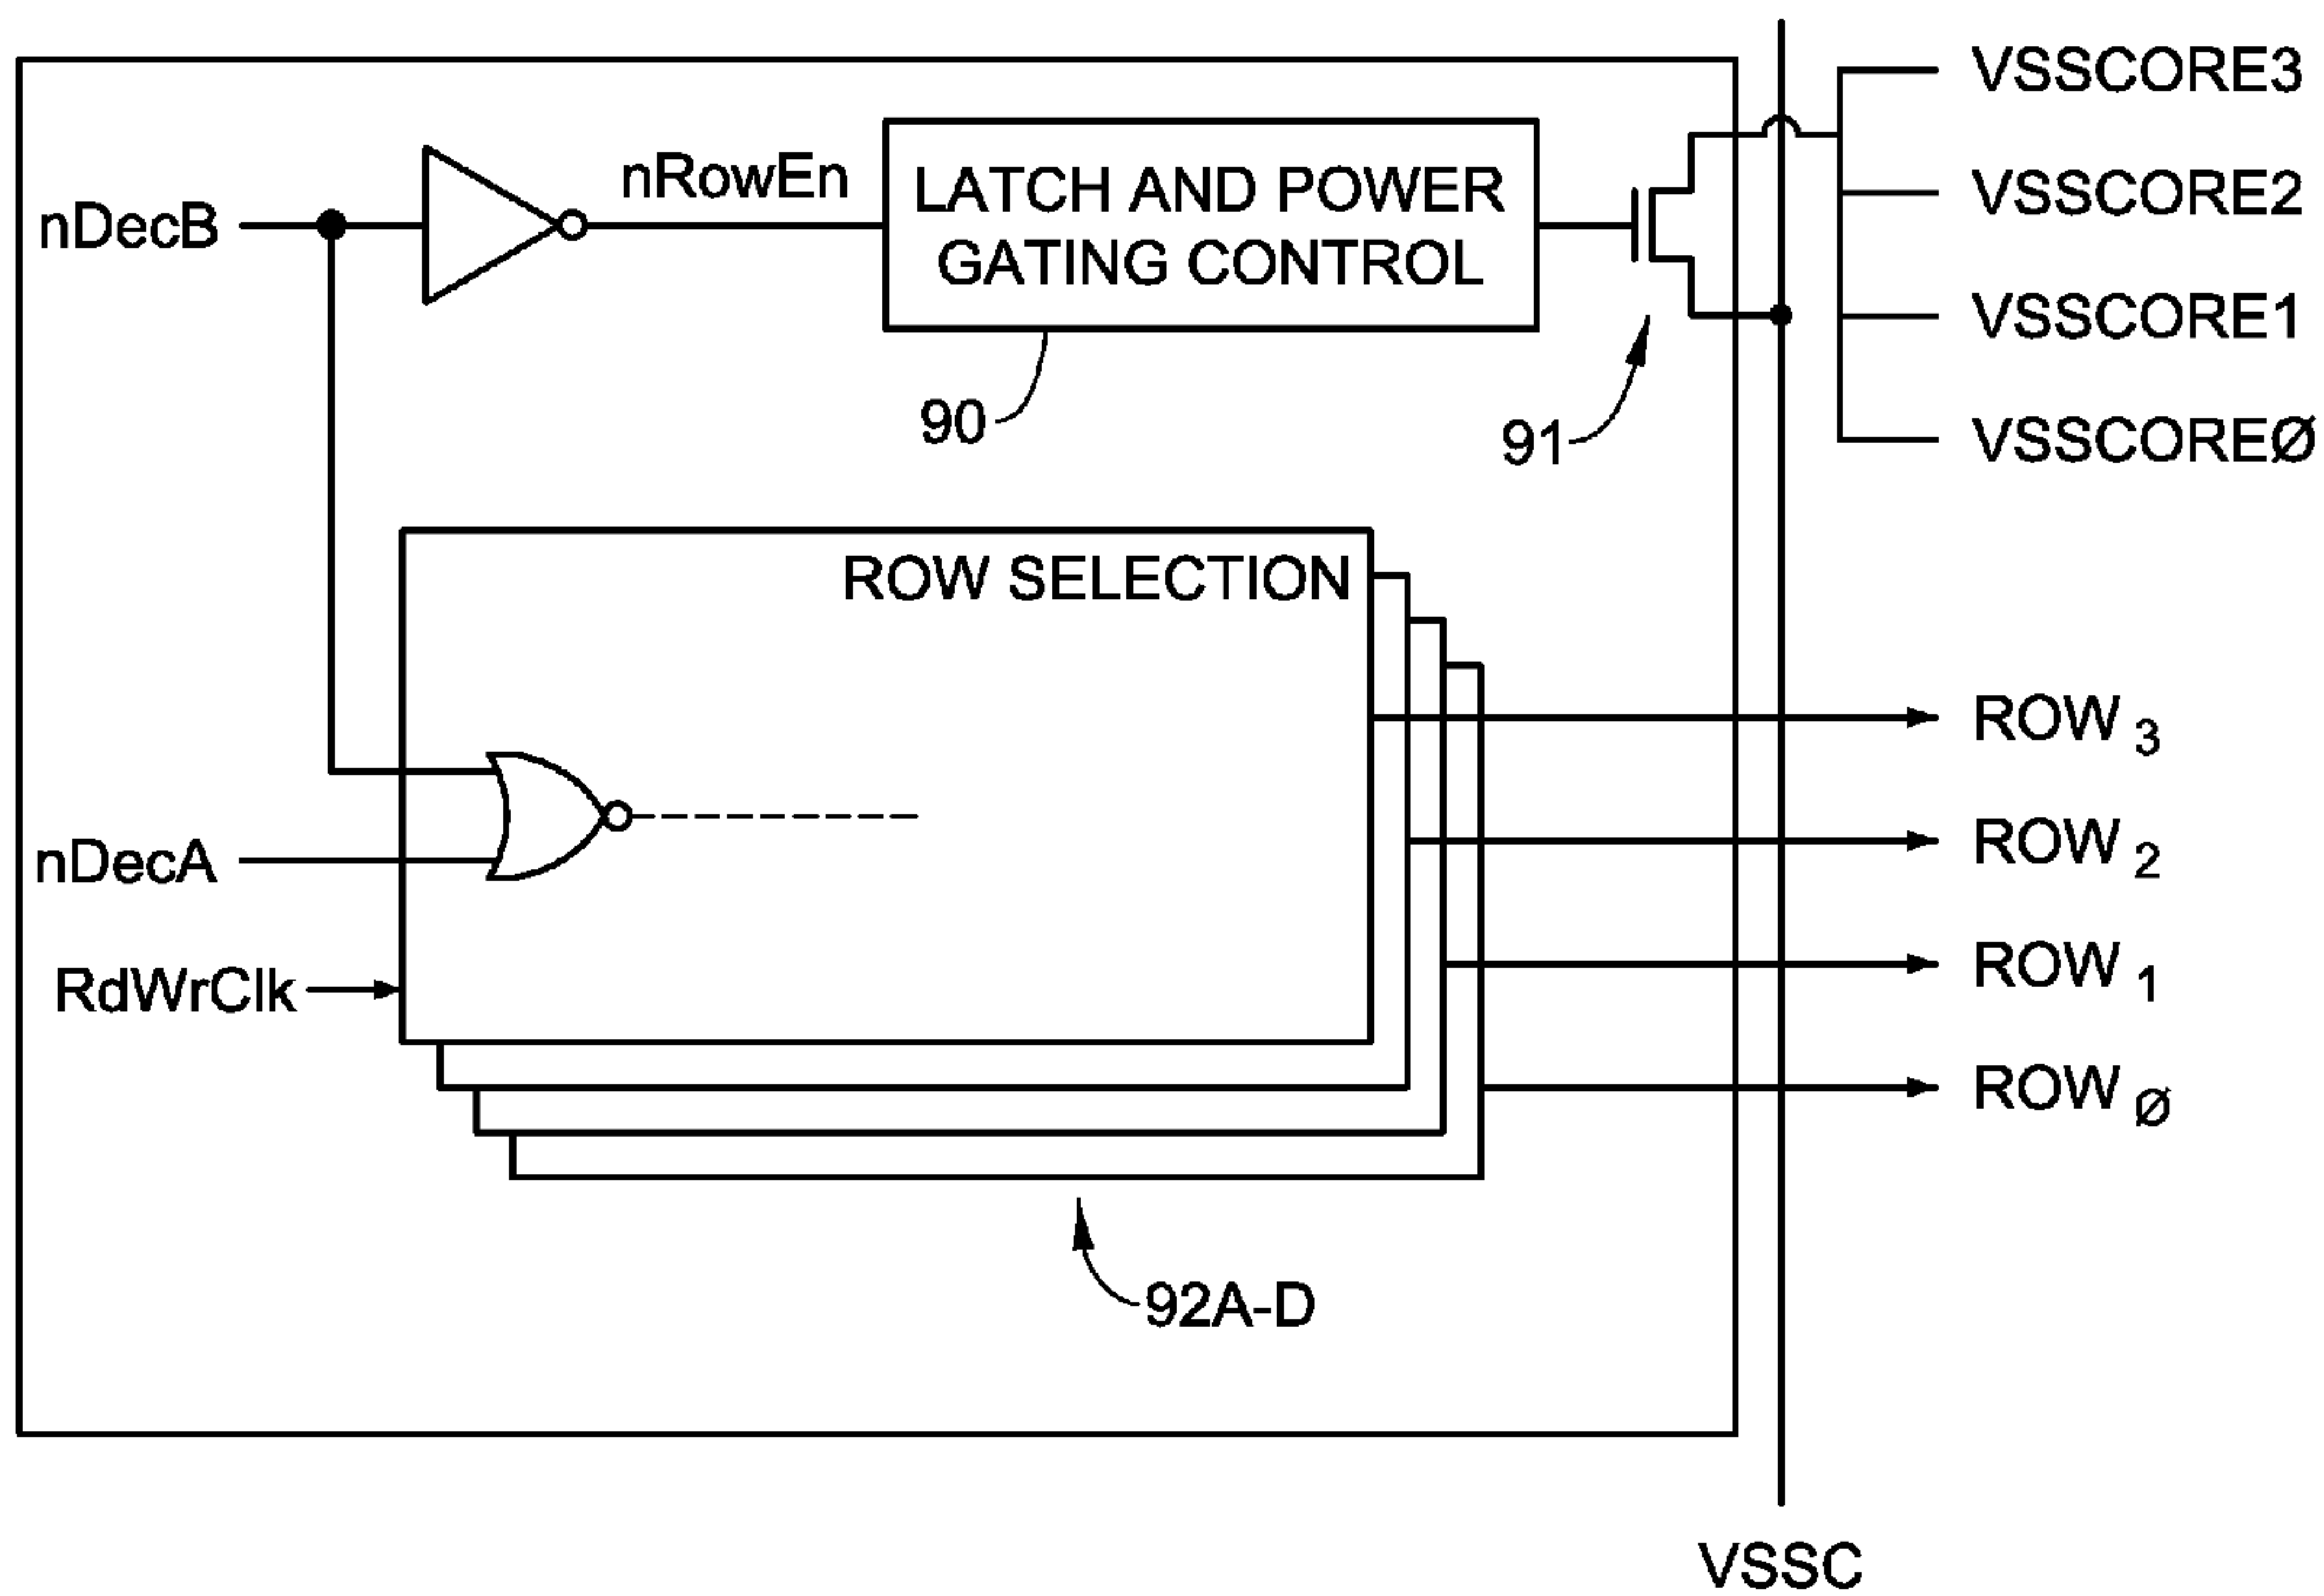 VSSCORE3
nDecB
nRowEn
LATCH AND POWER
GATING CONTROL
VSSCORE2
VSSCORE1
90
91
VSSCOREØ
ROW SELECTION
ROW 3
ROW 2
nDecA
RdWrClk
ROW 1
ROW Ø
92A-D
VSSC